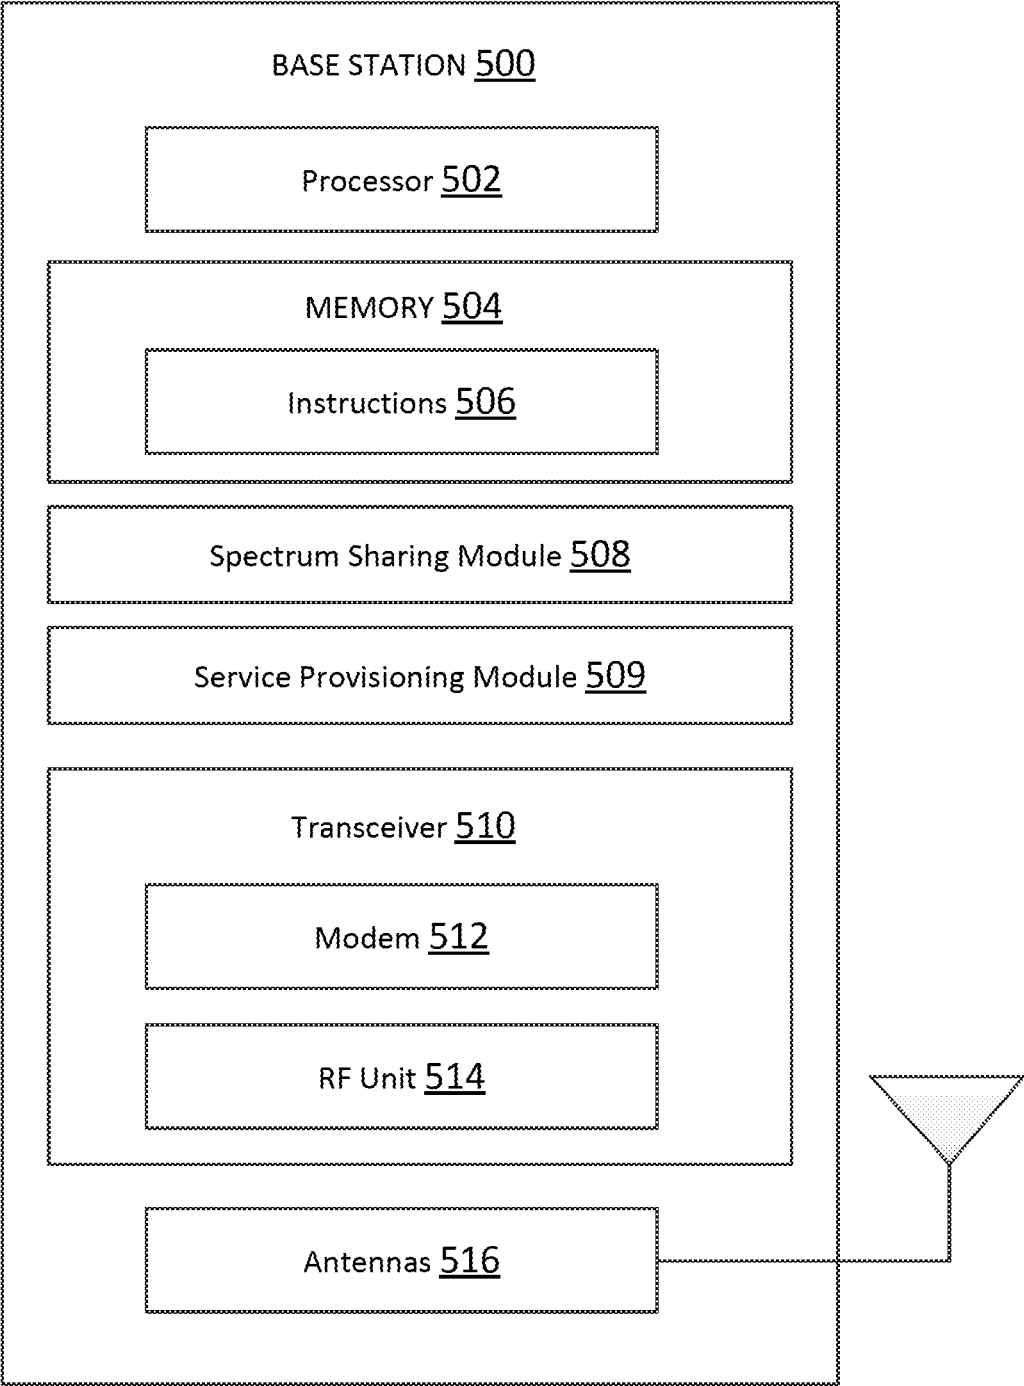 BASE STATION 500
Processor 502
MEMORY 504
Instructions 506
Spectrum Sharing Module 508
Service Provisioning Module 509
Transceiver 510
Modem 512
RF Unit 514
Antennas 516